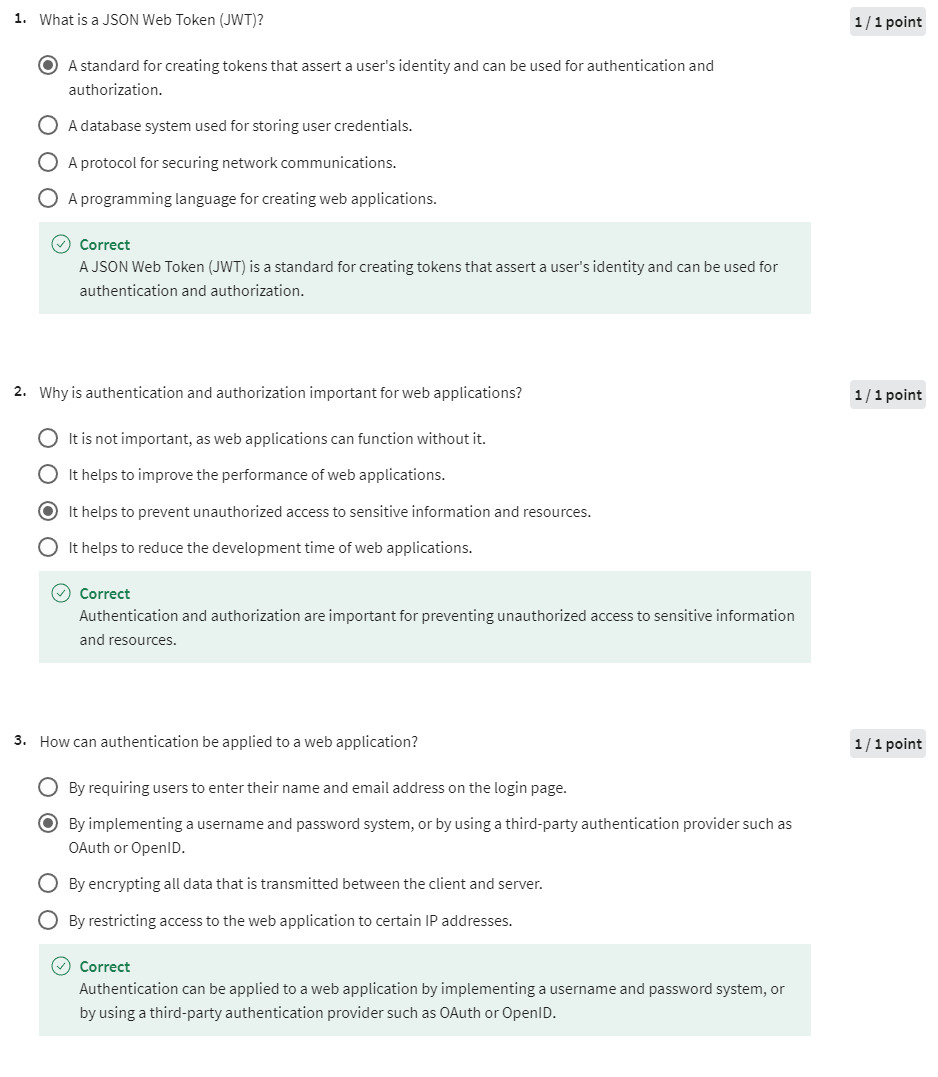 1. What is a JSON Web Token (JWT)?
1 / 1 point
A standard for creating tokens that assert a user's identity and can be used for authentication and
authorization.
A database system used for storing user credentials.
A protocol for securing network communications.
A programming language for creating web applications.
Correct
A JSON Web Token (JWT) is a standard for creating tokens that assert a user's identity and can be used for
authentication and authorization.
2. Why is authentication and authorization important for web applications?
1 / 1 point
It is not important, as web applications can function without it.
It helps to improve the performance of web applications.
It helps to prevent unauthorized access to sensitive information and resources.
It helps to reduce the development time of web applications.
Correct
Authentication and authorization are important for preventing unauthorized access to sensitive information
and resources.
3. How can authentication be applied to a web application?
1 / 1 point
By requiring users to enter their name and email address on the login page.
By implementing a username and password system, or by using a third-party authentication provider such as
OAuth or OpenID.
By encrypting all data that is transmitted between the client and server.
By restricting access to the web application to certain IP addresses.
Correct
Authentication can be applied to a web application by implementing a username and password system, or
by using a third-party authentication provider such as OAuth or OpenID.